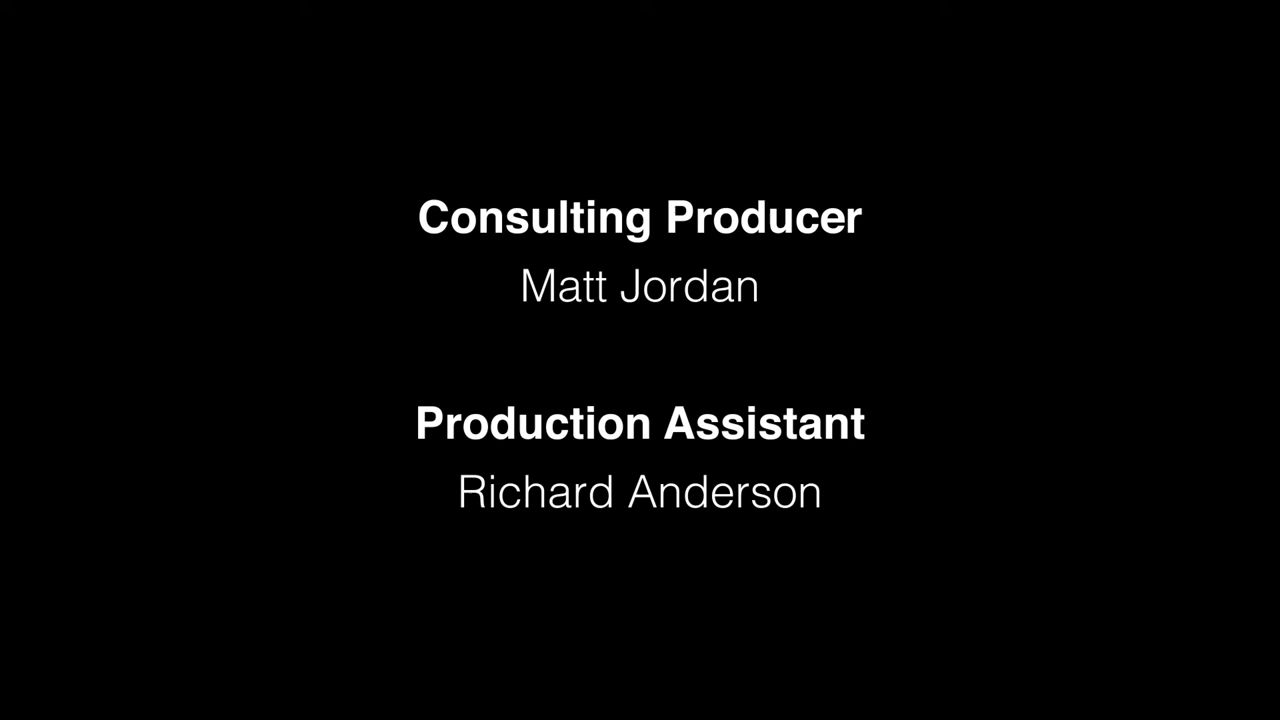 Consulting Producer
Matt Jordan
Production Assistant
Richard Anderson